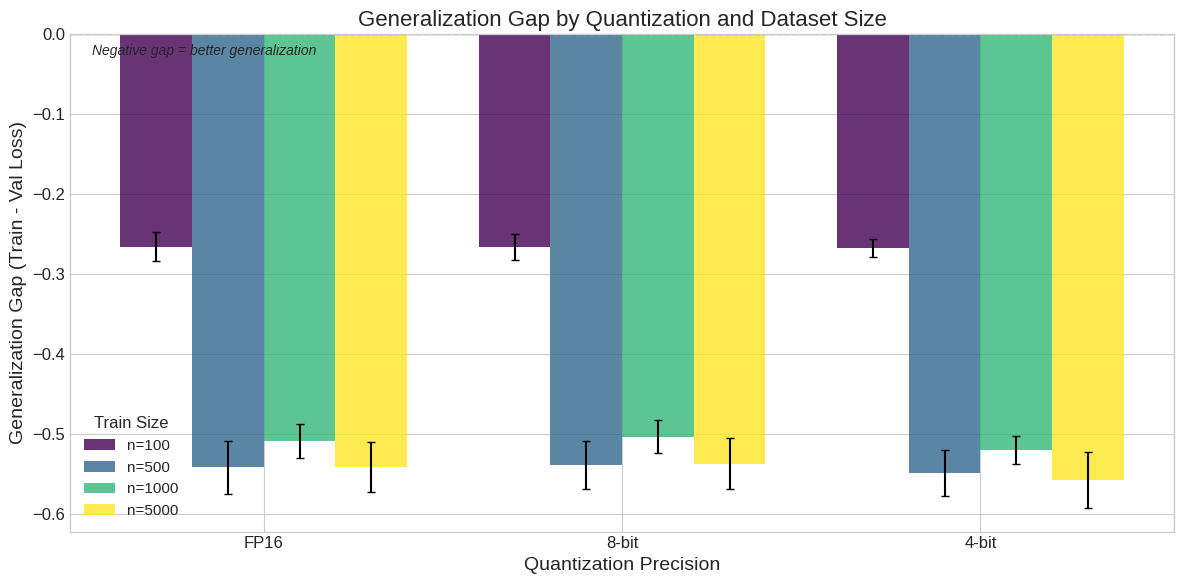 Generalization Gap by Quantization and Dataset Size
Negative gap = better generalization
Generalization Gap (Train - Val Loss)
0.0
−0.1
−0.2
−0.3
−0.4
−0.5
−0.6
Train Size
n=100
n=500
n=1000
n=5000
FP16
8-bit
4-bit
Quantization Precision